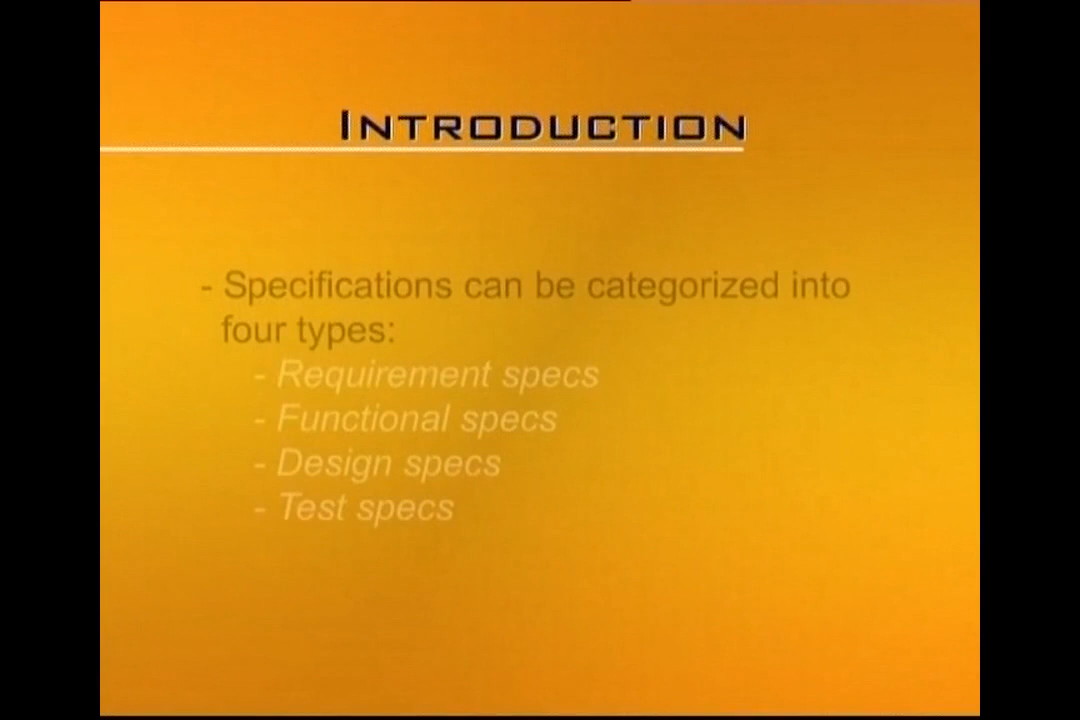 INTRODUCTION
- Specifications can be categorized into
four types:
- Requirement specs
- Functional specs
- Design specs
- Test specs